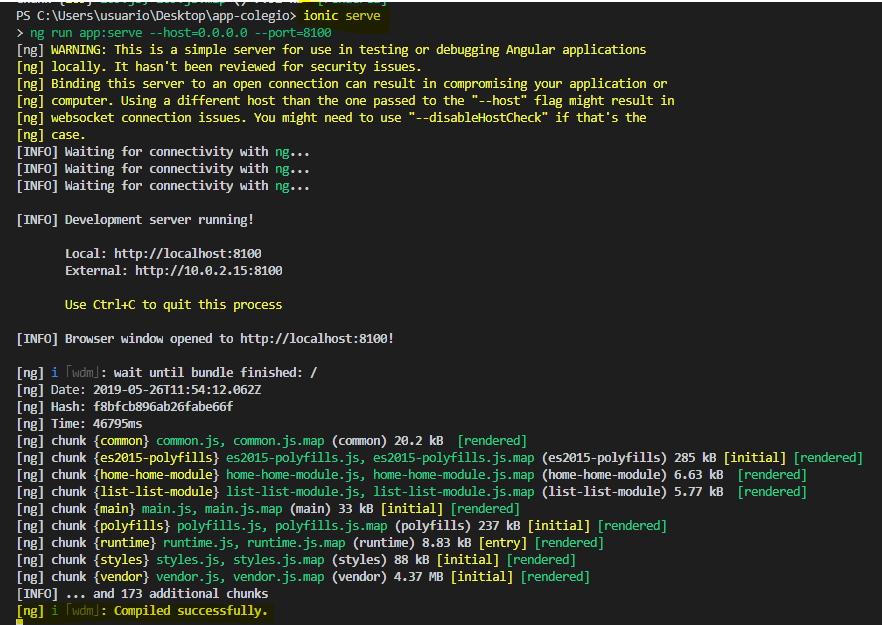 PS C:\Users\usuario\Desktop\app-colegio> ionic serve
> ng run app:serve --host=0.0.0.0 --port=8100
[ng] WARNING: This is a simple server for use in testing or debugging Angular applications
[ng] locally. It hasn't been reviewed for security issues.
[ng] Binding this server to an open connection can result in compromising your application or
[ng] computer. Using a different host than the one passed to the "--host" flag might result in
[ng] websocket connection issues. You might need to use "--disableHostCheck" if that's the
[ng] case.
[INFO] Waiting for connectivity with ng...
[INFO] Waiting for connectivity with ng...
[INFO] Waiting for connectivity with ng...
[INFO] Development server running!
Local: http://localhost:8100
External: http://10.0.2.15:8100
Use Ctrl+C to quit this process
[INFO] Browser window opened to http://localhost:8100!
[ng] i ｢wdm｣: wait until bundle finished: /
[ng] Date: 2019-05-26T11:54:12.062Z
[ng] Hash: f8bfcb896ab26fabe66f
[ng] Time: 46795ms
[ng] chunk {common} common.js, common.js.map (common) 20.2 kB  [rendered]
[ng] chunk {es2015-polyfills} es2015-polyfills.js, es2015-polyfills.js.map (es2015-polyfills) 285 kB [initial] [rendered]
[ng] chunk {home-home-module} home-home-module.js, home-home-module.js.map (home-home-module) 6.63 kB  [rendered]
[ng] chunk {list-list-module} list-list-module.js, list-list-module.js.map (list-list-module) 5.77 kB  [rendered]
[ng] chunk {main} main.js, main.js.map (main) 33 kB [initial] [rendered]
[ng] chunk {polyfills} polyfills.js, polyfills.js.map (polyfills) 237 kB [initial] [rendered]
[ng] chunk {runtime} runtime.js, runtime.js.map (runtime) 8.83 kB [entry] [rendered]
[ng] chunk {styles} styles.js, styles.js.map (styles) 88 kB [initial] [rendered]
[ng] chunk {vendor} vendor.js, vendor.js.map (vendor) 4.37 MB [initial] [rendered]
[INFO] ... and 173 additional chunks
[ng] i ｢wdm｣: Compiled successfully.